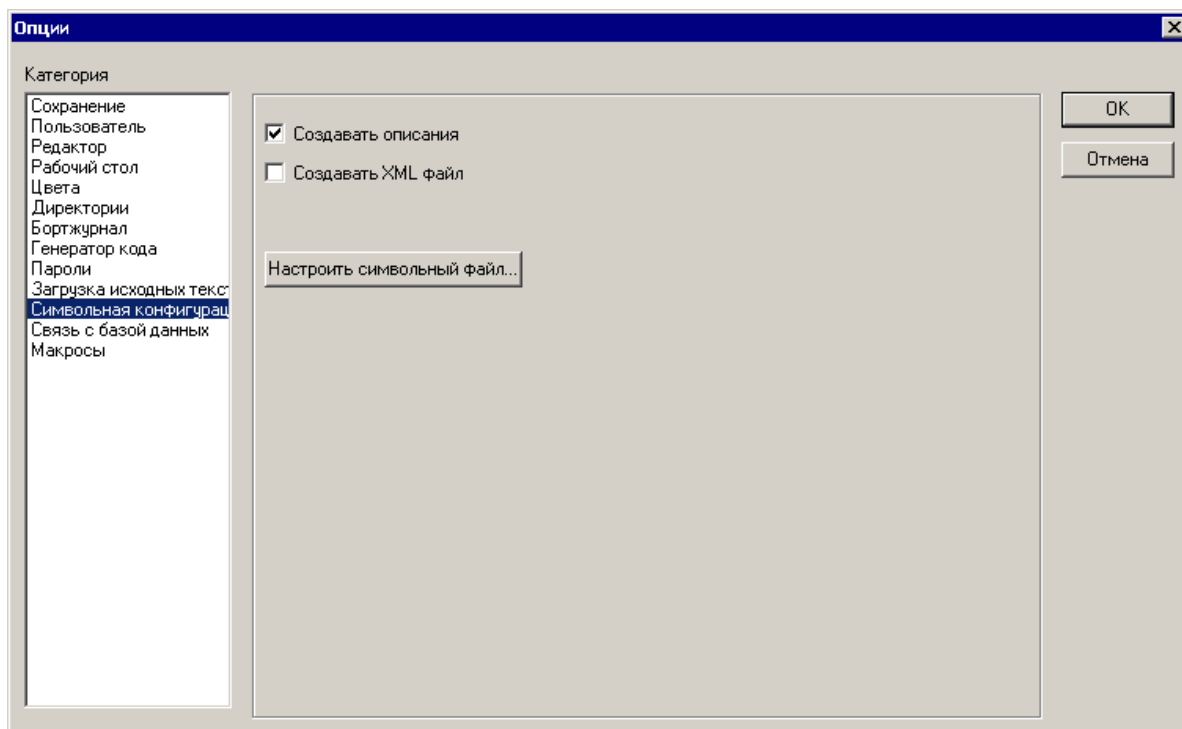 Опции
Категория
Сохранение
Пользователь
Редактор
Рабочий стол
Цвета
Директории
Бортжурнал
Генератор кода
Пароли
Загрузка исходных текс
Символьная конфигурац
Связь с базой данных
Макросы
Создавать описания
Создавать XML файл
Настроить символьный файл...
OK
Отмена